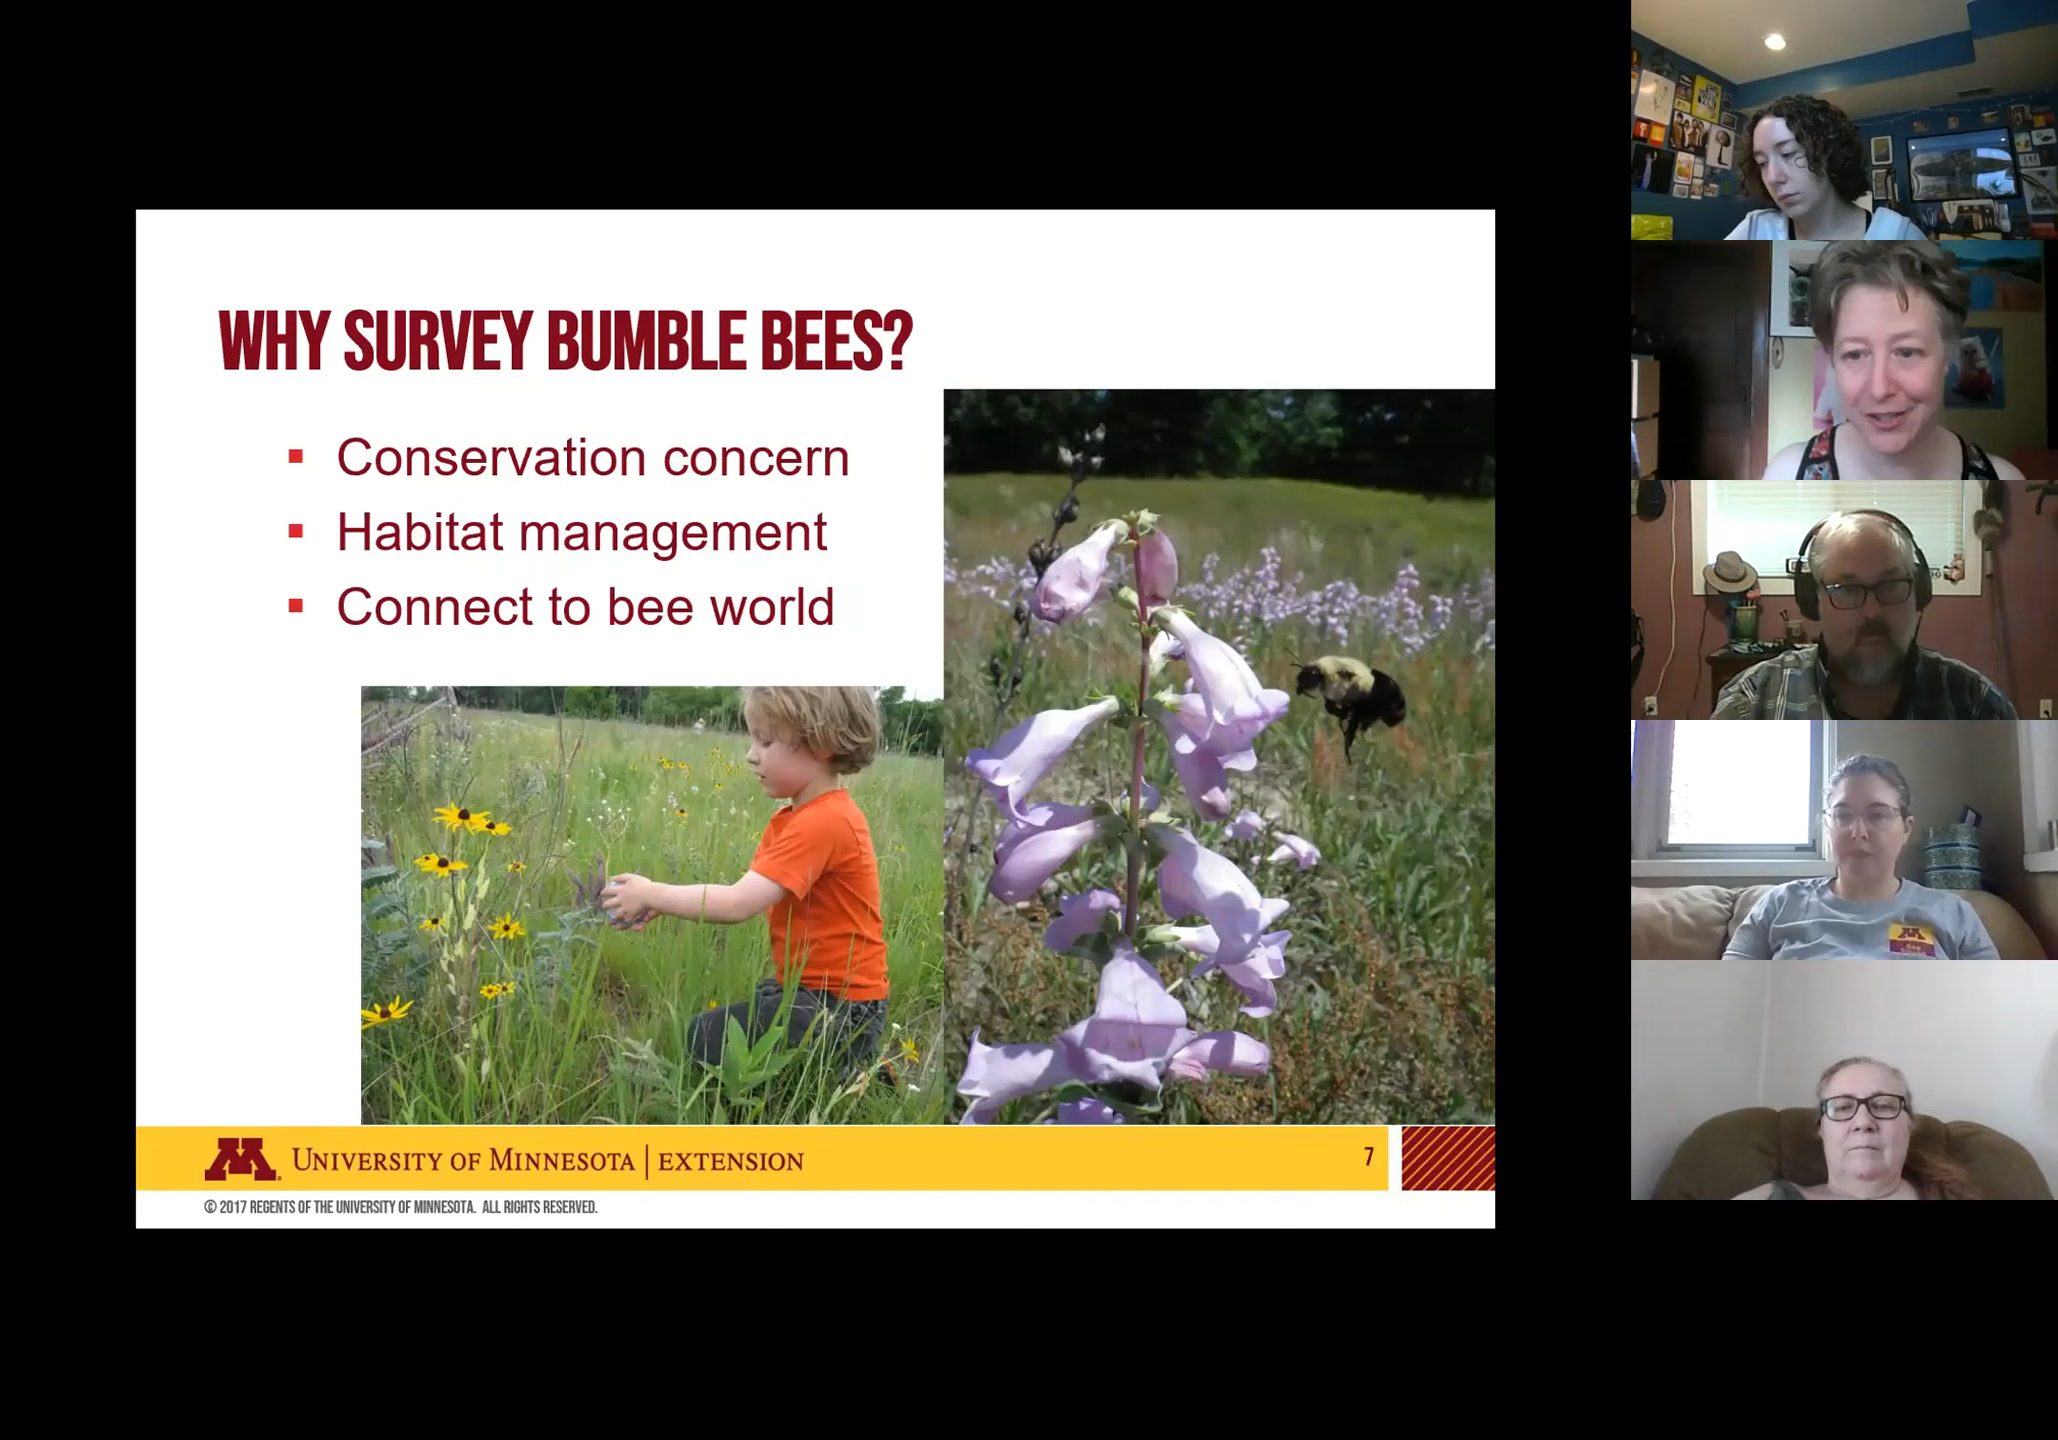 WHY SURVEY BUMBLE BEES?
Conservation concern
Habitat management
Connect to bee world
UNIVERSITY OF MINNESOTA | EXTENSION
7
© 2017 REGENTS OF THE UNIVERSITY OF MINNESOTA. ALL RIGHTS RESERVED.